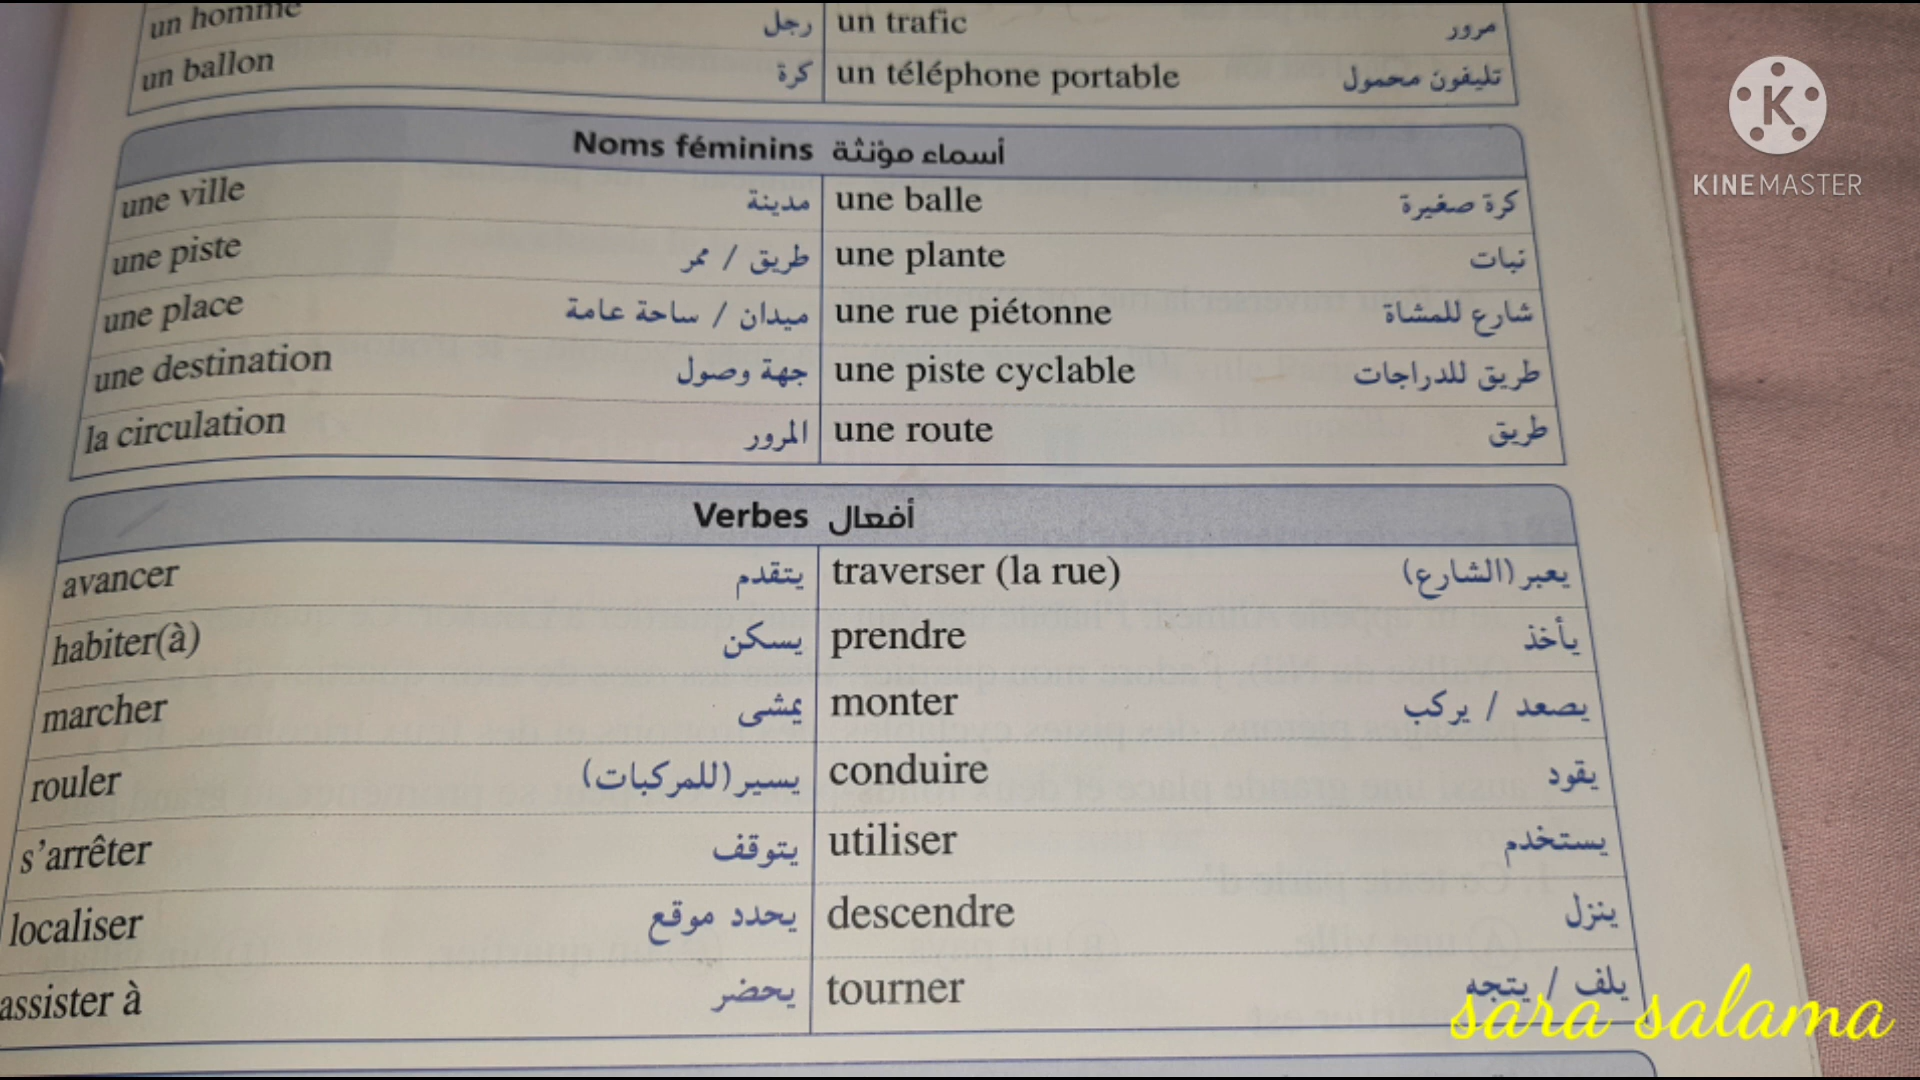 un homme رجل un trafic مرور
un ballon كرة un téléphone portable تليفون محمول
Noms féminins أسماء مؤنثة
une ville مدينة une balle كرة صغيرة
une piste طريق / ممر une plante نبات
une place ميدان / ساحة عامة une rue piétonne شارع للمشاة
une destination جهة وصول une piste cyclable طريق للدراجات
la circulation المرور une route طريق
Verbes أفعال
avancer يتقدم traverser (la rue) يعبر (الشارع)
habiter(à) يسكن prendre يأخذ
marcher يمشى monter يصعد / يركب
rouler يسير (للمركبات) conduire يقود
s'arrêter يتوقف utiliser يستخدم
localiser يحدد موقع descendre ينزل
assister à يحضر tourner يلف / يتجه
K
KINEMASTER
sara salama